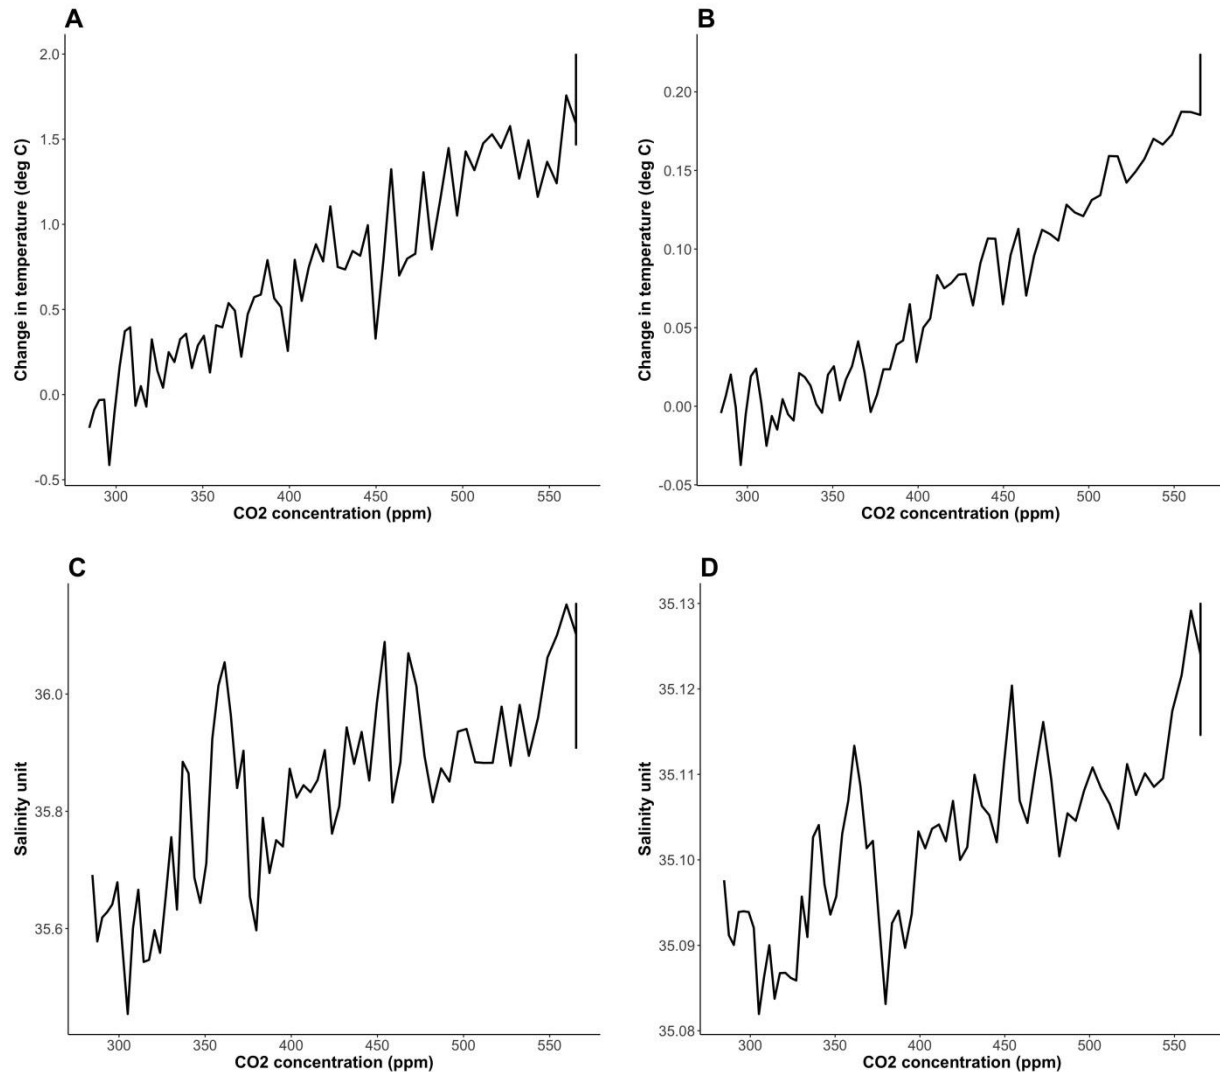 A
2.0
1.5
1.0
0.5
0.0
-0.5
Change in temperature (deg C)
300 350 400 450 500 550
CO2 concentration (ppm)
B
0.20
0.15
0.10
0.05
0.00
-0.05
Change in temperature (deg C)
300 350 400 450 500 550
CO2 concentration (ppm)
C
36.0
35.8
35.6
Salinity unit
300 350 400 450 500 550
CO2 concentration (ppm)
D
35.13
35.12
35.11
35.10
35.09
35.08
Salinity unit
300 350 400 450 500 550
CO2 concentration (ppm)